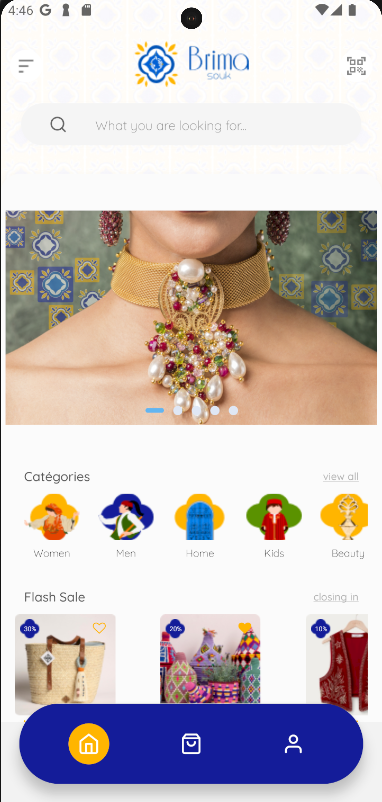 4:46 G
Brima
souk
What you are looking for...
Catégories
view all
Women
Men
Home
Kids
Beauty
Flash Sale
closing in
30%
20%
10%